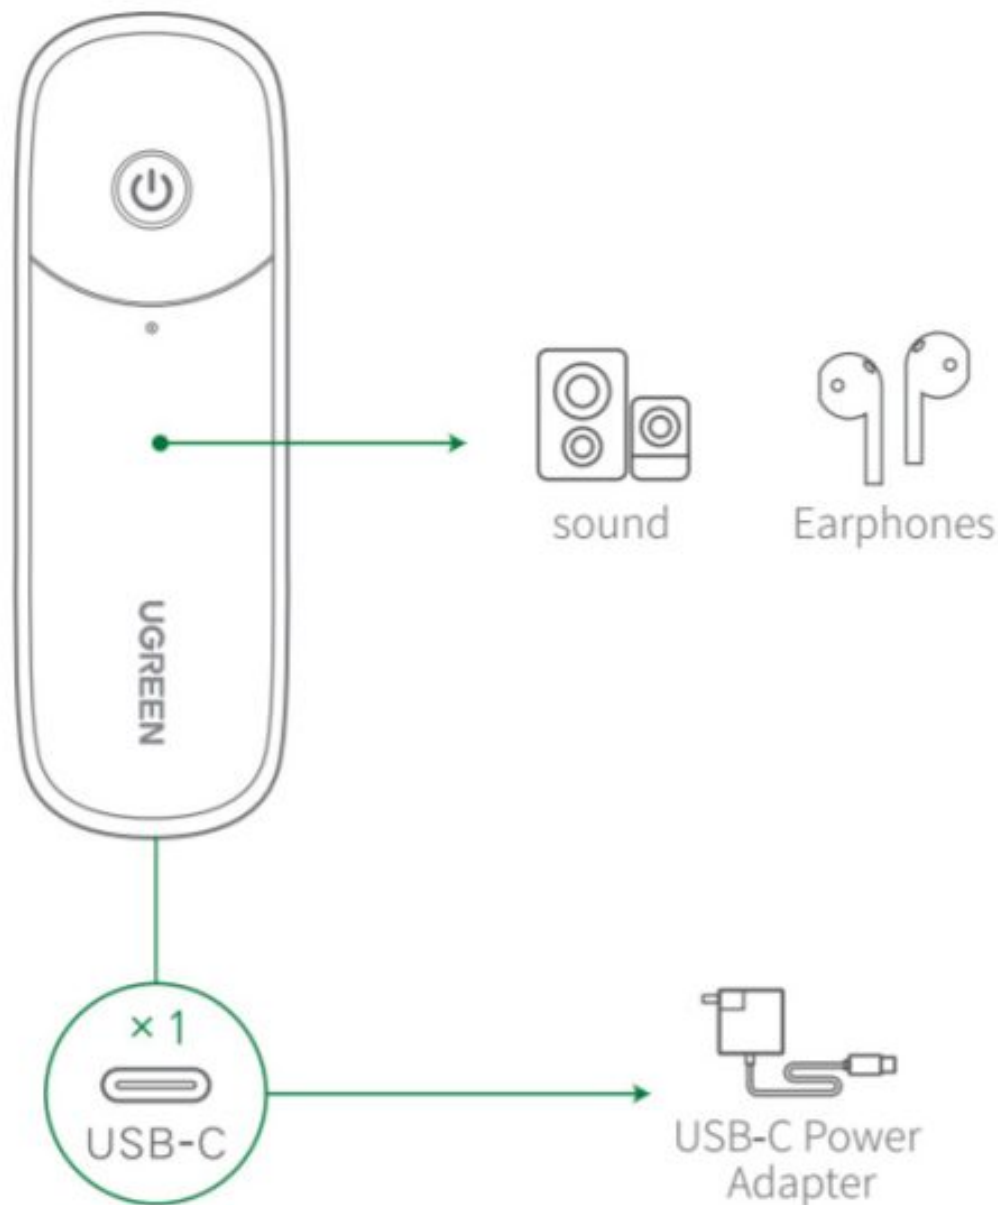 sound
Earphones
UGREEN
× 1
USB-C
USB-C Power
Adapter